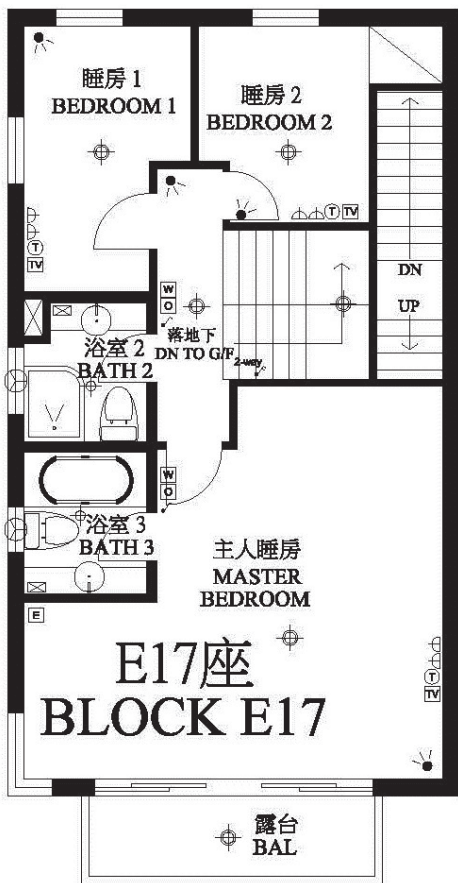 睡房 1
BEDROOM 1
睡房 2
BEDROOM 2
T TV
T
TV
DN
UP
W
O
落地下
DN TO G/F
2-way
浴室 2
BATH 2
W
O
浴室 3
BATH 3
主人睡房
MASTER
BEDROOM
E
E17座
BLOCK E17
T
TV
露台
BAL